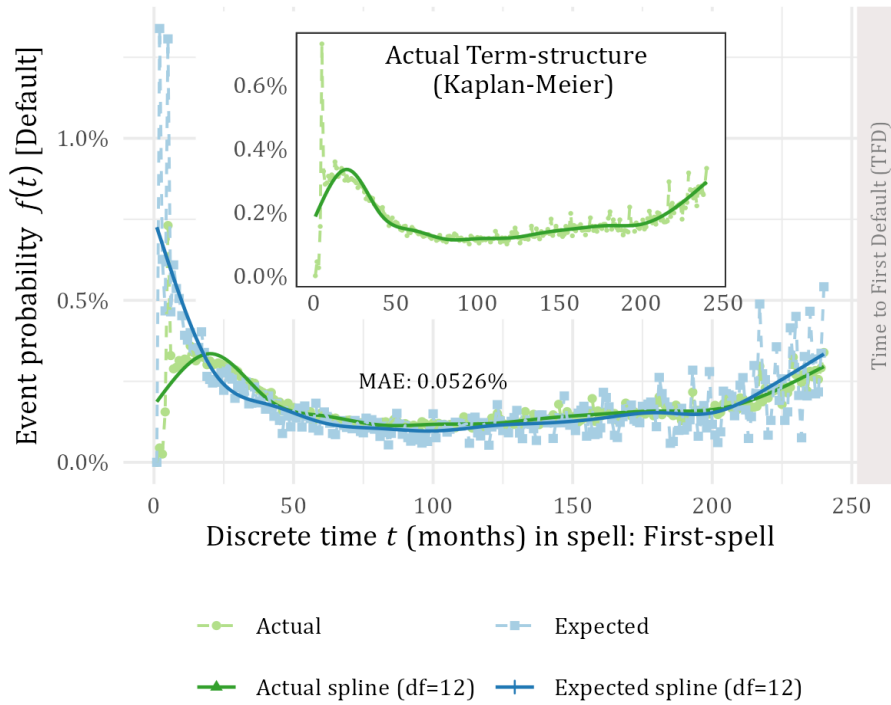 Event probability f(t) [Default]
1.0%
0.5%
0.0%
Actual Term-structure
(Kaplan-Meier)
0.6%
0.4%
0.2%
0.0%
0 50 100 150 200 250
MAE: 0.0526%
0 50 100 150 200 250
Discrete time t (months) in spell: First-spell
Time to First Default (TFD)
Actual Expected
Actual spline (df=12) Expected spline (df=12)